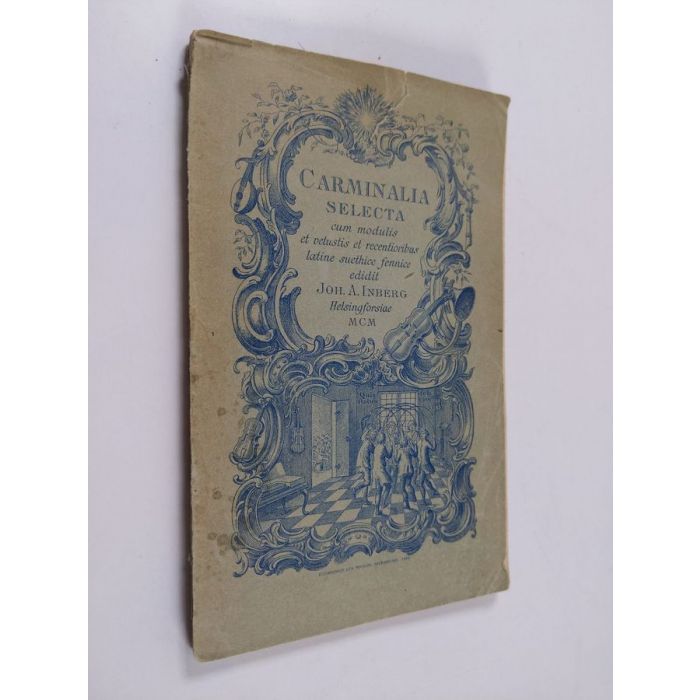 CARMINALIA
SELECTA
cum modulis
et vetustis et recentioribus
latine suethice fennice
edidit
JOH. A. INBERG
Helsingforsiae
MCM